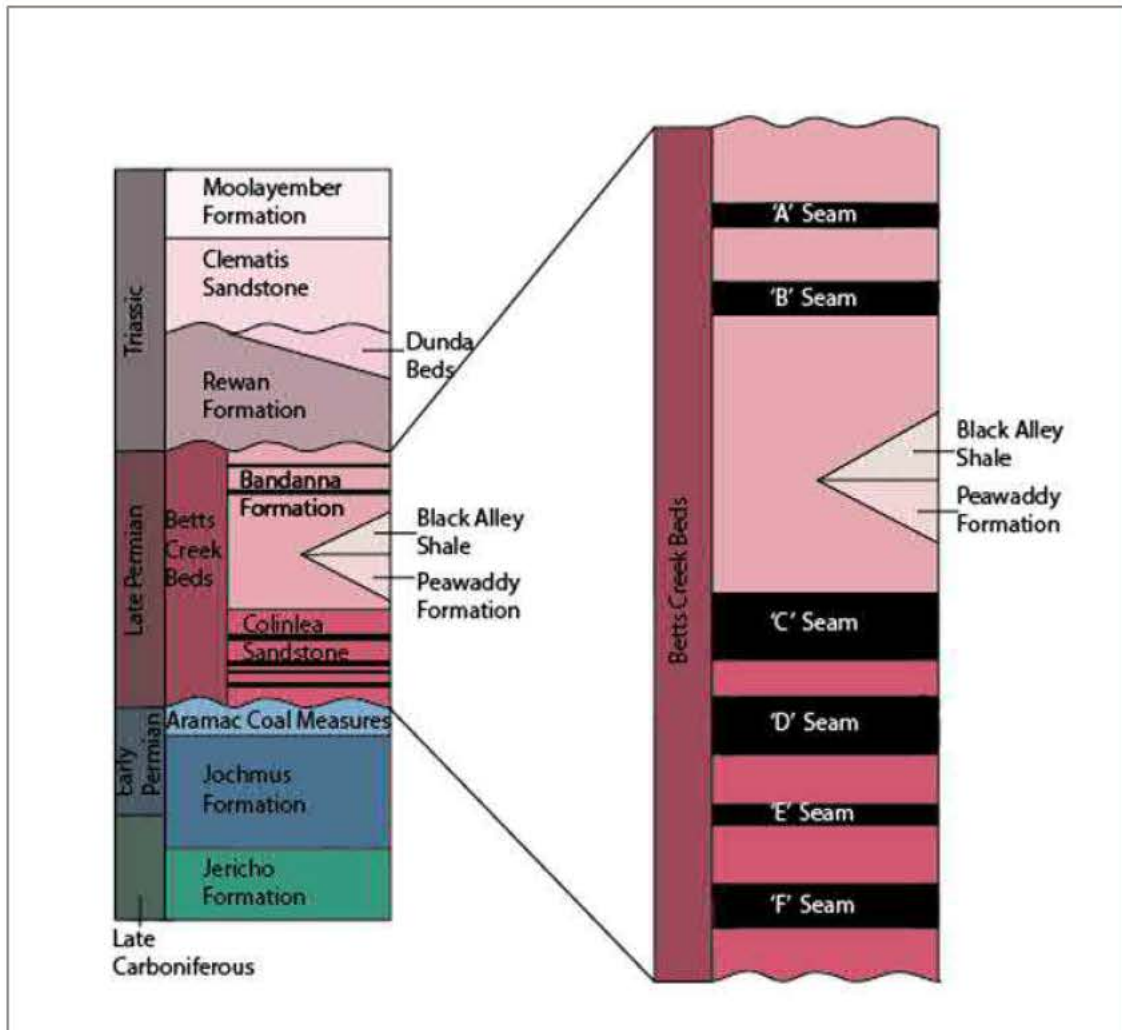 Triassic
Late Permian
Early
Permian
Late
Carboniferous
Moolayember
Formation
Clematis
Sandstone
Dunda
Beds
Rewan
Formation
Betts
Creek
Beds
Bandanna
Formation
Black Alley
Shale
Peawaddy
Formation
Colinlea
Sandstone
Aramac Coal Measures
Jochmus
Formation
Jericho
Formation
Betts Creek Beds
'A' Seam
'B' Seam
Black Alley
Shale
Peawaddy
Formation
'C' Seam
'D' Seam
'E' Seam
'F' Seam